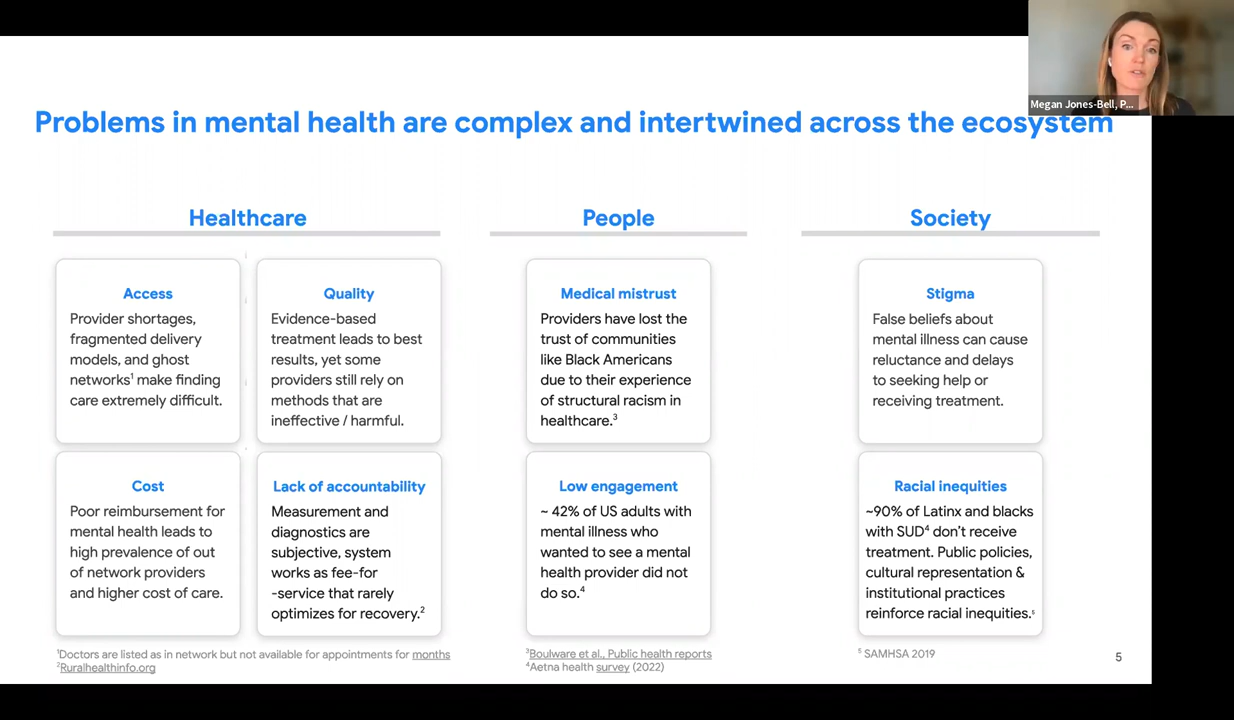 Megan Jones-Bell, P...
Problems in mental health are complex and intertwined across the ecosystem
Healthcare
People
Society
Access
Provider shortages,
fragmented delivery
models, and ghost
networks¹ make finding
care extremely difficult.
Quality
Evidence-based
treatment leads to best
results, yet some
providers still rely on
methods that are
ineffective / harmful.
Medical mistrust
Providers have lost the
trust of communities
like Black Americans
due to their experience
of structural racism in
healthcare.³
Stigma
False beliefs about
mental illness can cause
reluctance and delays
to seeking help or
receiving treatment.
Cost
Poor reimbursement for
mental health leads to
high prevalence of out
of network providers
and higher cost of care.
Lack of accountability
Measurement and
diagnostics are
subjective, system
works as fee-for
-service that rarely
optimizes for recovery.²
Low engagement
~ 42% of US adults with
mental illness who
wanted to see a mental
health provider did not
do so.⁴
Racial inequities
~90% of Latinx and blacks
with SUD⁴ don't receive
treatment. Public policies,
cultural representation &
institutional practices
reinforce racial inequities.⁵
¹Doctors are listed as in network but not available for appointments for months
²Ruralhealthinfo.org
³Boulware et al., Public health reports
⁴Aetna health survey (2022)
⁵ SAMHSA 2019
5